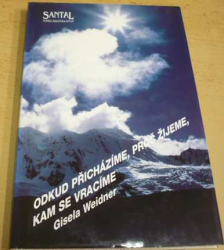 SANTAL
ODKUD PŘICHÁZÍME, PROČ ŽIJEME,
KAM SE VRACÍME
Gisela Weidner